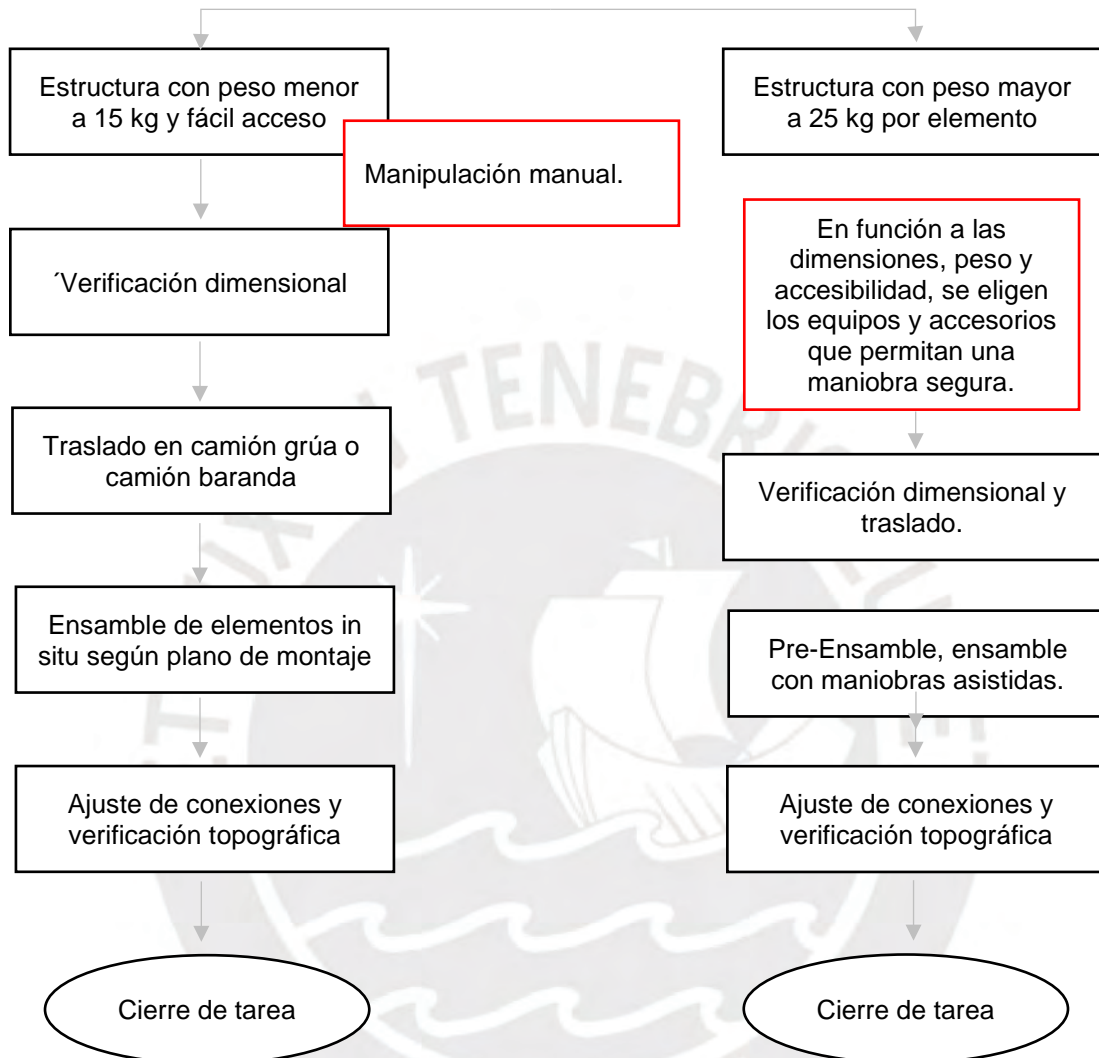 Estructura con peso menor
a 15 kg y fácil acceso
Manipulación manual.
´Verificación dimensional
Traslado en camión grúa o
camión baranda
Ensamble de elementos in
situ según plano de montaje
Ajuste de conexiones y
verificación topográfica
Cierre de tarea
Estructura con peso mayor
a 25 kg por elemento
En función a las
dimensiones, peso y
accesibilidad, se eligen
los equipos y accesorios
que permitan una
maniobra segura.
Verificación dimensional y
traslado.
Pre-Ensamble, ensamble
con maniobras asistidas.
Ajuste de conexiones y
verificación topográfica
Cierre de tarea